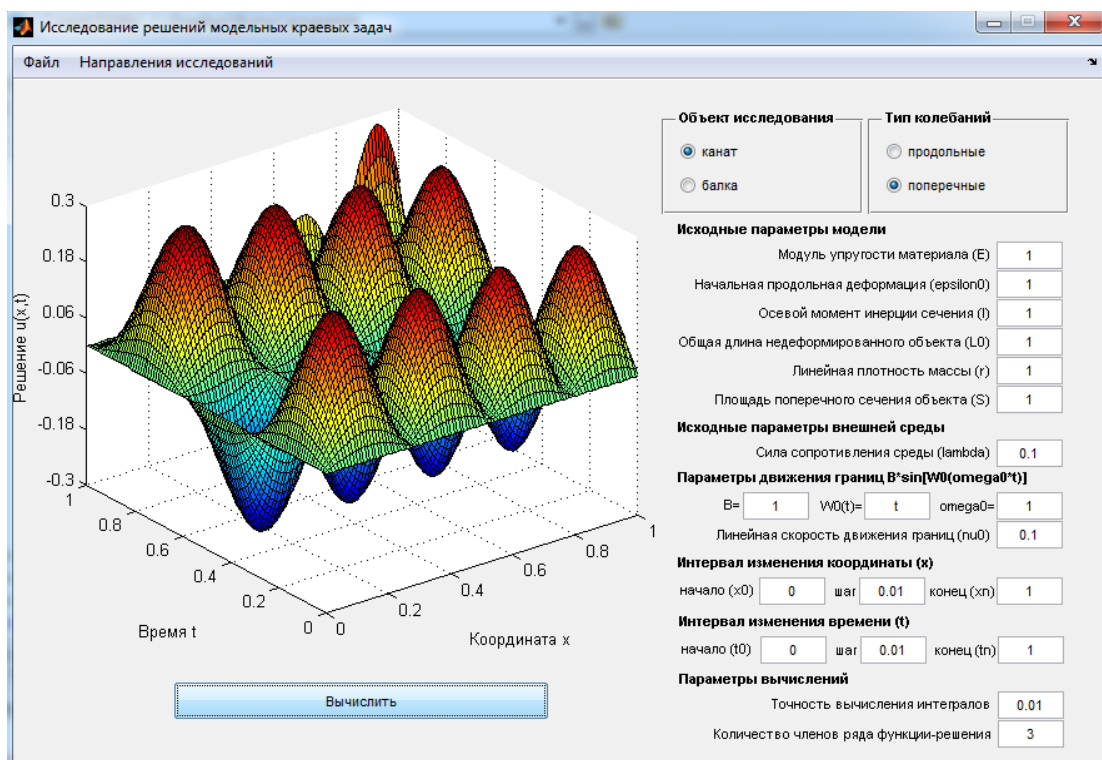 Исследование решений модельных краевых задач
Файл Направления исследований
0.3
0.18
0.06
-0.06
-0.18
-0.3
Решение u(x,t)
1
0.8
0.6
0.4
0.2
0
Время t
0
0.2
0.4
0.6
0.8
1
Координата x
Вычислить
Объект исследования
канат
балка
Тип колебаний
продольные
поперечные
Исходные параметры модели
Модуль упругости материала (E) 1
Начальная продольная деформация (epsilon0) 1
Осевой момент инерции сечения (I) 1
Общая длина недеформированного объекта (L0) 1
Линейная плотность массы (r) 1
Площадь поперечного сечения объекта (S) 1
Исходные параметры внешней среды
Сила сопротивления среды (lambda) 0.1
Параметры движения границ B*sin[W0(omega0*t)]
B= 1 W0(t)= t omega0= 1
Линейная скорость движения границ (nu0) 0.1
Интервал изменения координаты (x)
начало (x0) 0 шаг 0.01 конец (xn) 1
Интервал изменения времени (t)
начало (t0) 0 шаг 0.01 конец (tn) 1
Параметры вычислений
Точность вычисления интегралов 0.01
Количество членов ряда функции-решения 3